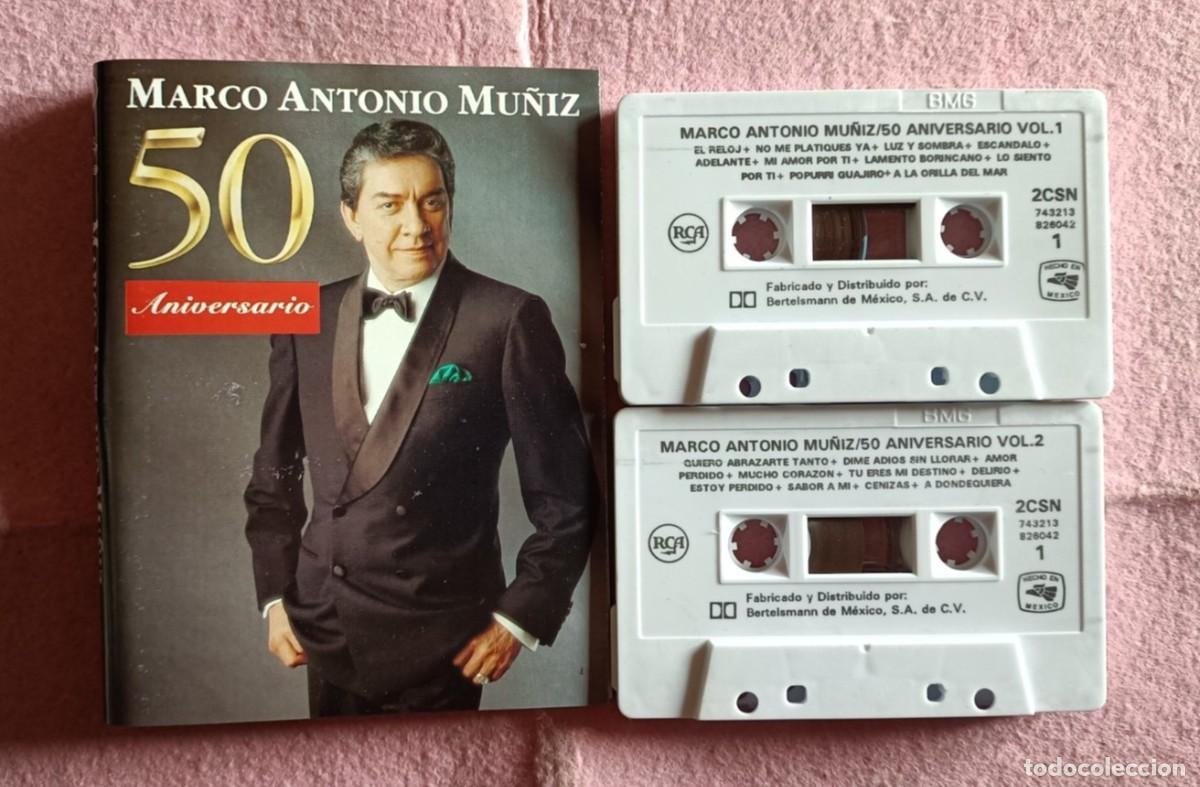 MARCO ANTONIO MUÑIZ
50
Aniversario
BMG
MARCO ANTONIO MUÑIZ/50 ANIVERSARIO VOL.1
EL RELOJ+ NO ME PLATIQUES YA+ LUZ Y SOMBRA+ ESCANDALO+
ADELANTE+ MI AMOR POR TI+ LAMENTO BORINCANO+ LO SIENTO
POR TI+ POPURRI GUAJIRO+ A LA ORILLA DEL MAR
2CSN
743213
826042
1
RCA
HECHO EN
MEXICO
Fabricado y Distribuido por:
Bertelsmann de México, S.A. de C.V.
BMG
MARCO ANTONIO MUÑIZ/50 ANIVERSARIO VOL.2
QUIERO ABRAZARTE TANTO+ DIME ADIOS SIN LLORAR+ AMOR
PERDIDO+ MUCHO CORAZON+ TU ERES MI DESTINO+ DELIRIO+
ESTOY PERDIDO+ SABOR A MI+ CENIZAS+ A DONDEQUIERA
2CSN
743213
826042
1
RCA
HECHO EN
MEXICO
Fabricado y Distribuido por:
Bertelsmann de México, S.A. de C.V.
todocoleccion